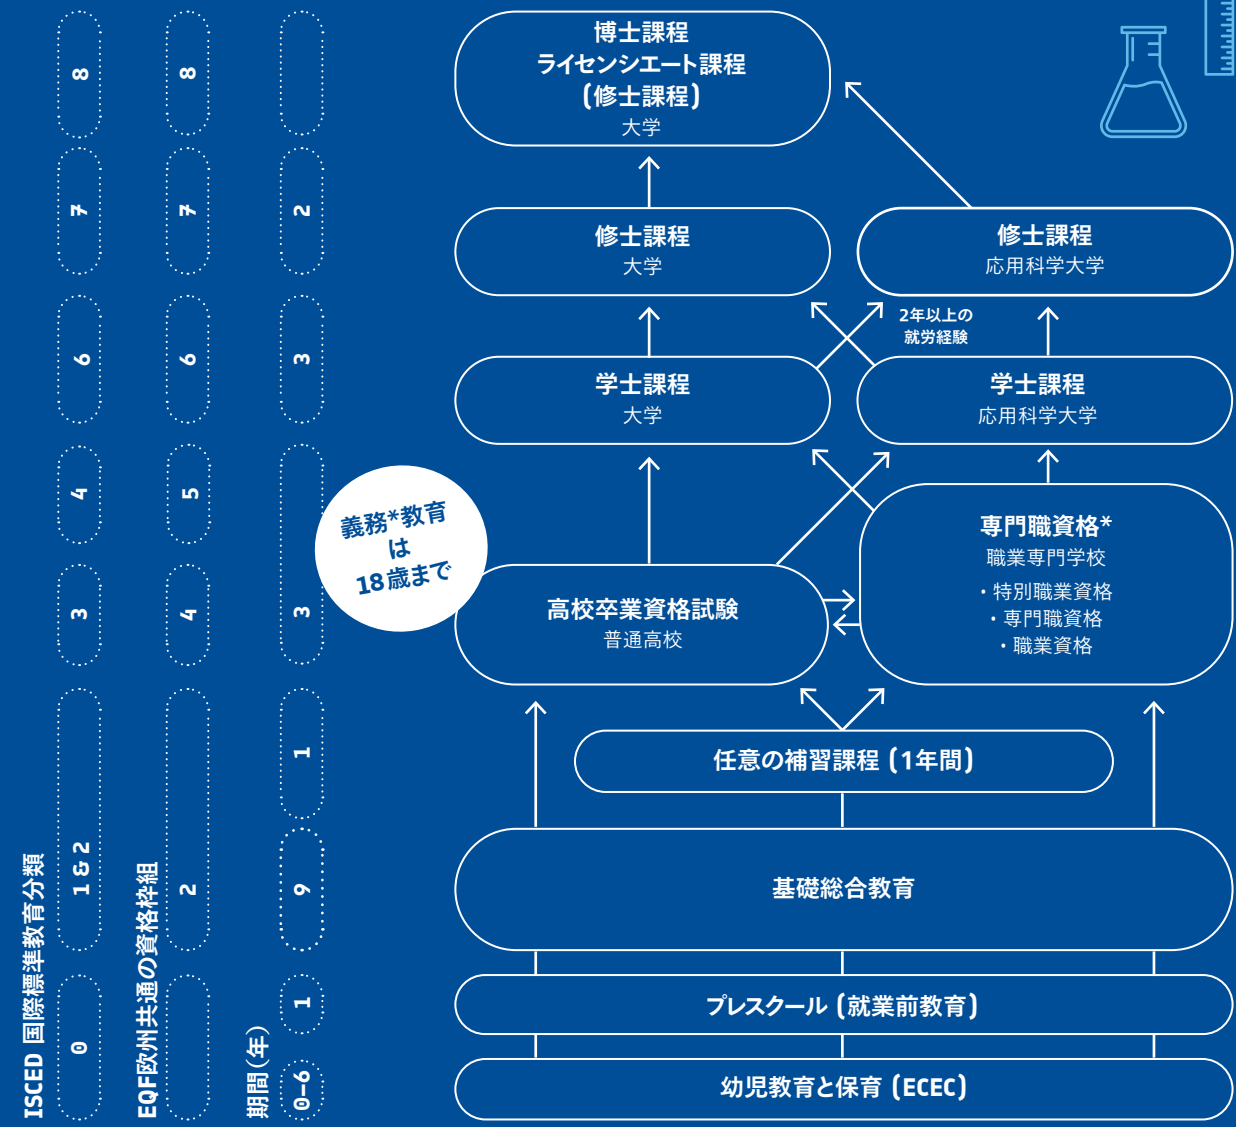 博士課程
ライセンシエート課程
(修士課程)
大学
修士課程
大学
修士課程
応用科学大学
2年以上の
就労経験
学士課程
大学
学士課程
応用科学大学
義務*教育
は
18歳まで
高校卒業資格試験
普通高校
専門職資格*
職業専門学校
・特別職業資格
・専門職資格
・職業資格
任意の補習課程 (1年間)
基礎総合教育
プレスクール (就業前教育)
幼児教育と保育 (ECEC)
ISCED 国際標準教育分類
8
7
6
4
3
1 & 2
0
EQF欧州共通の資格枠組
8
7
6
5
4
2
期間(年)
2
3
3
1
9
1
0–6